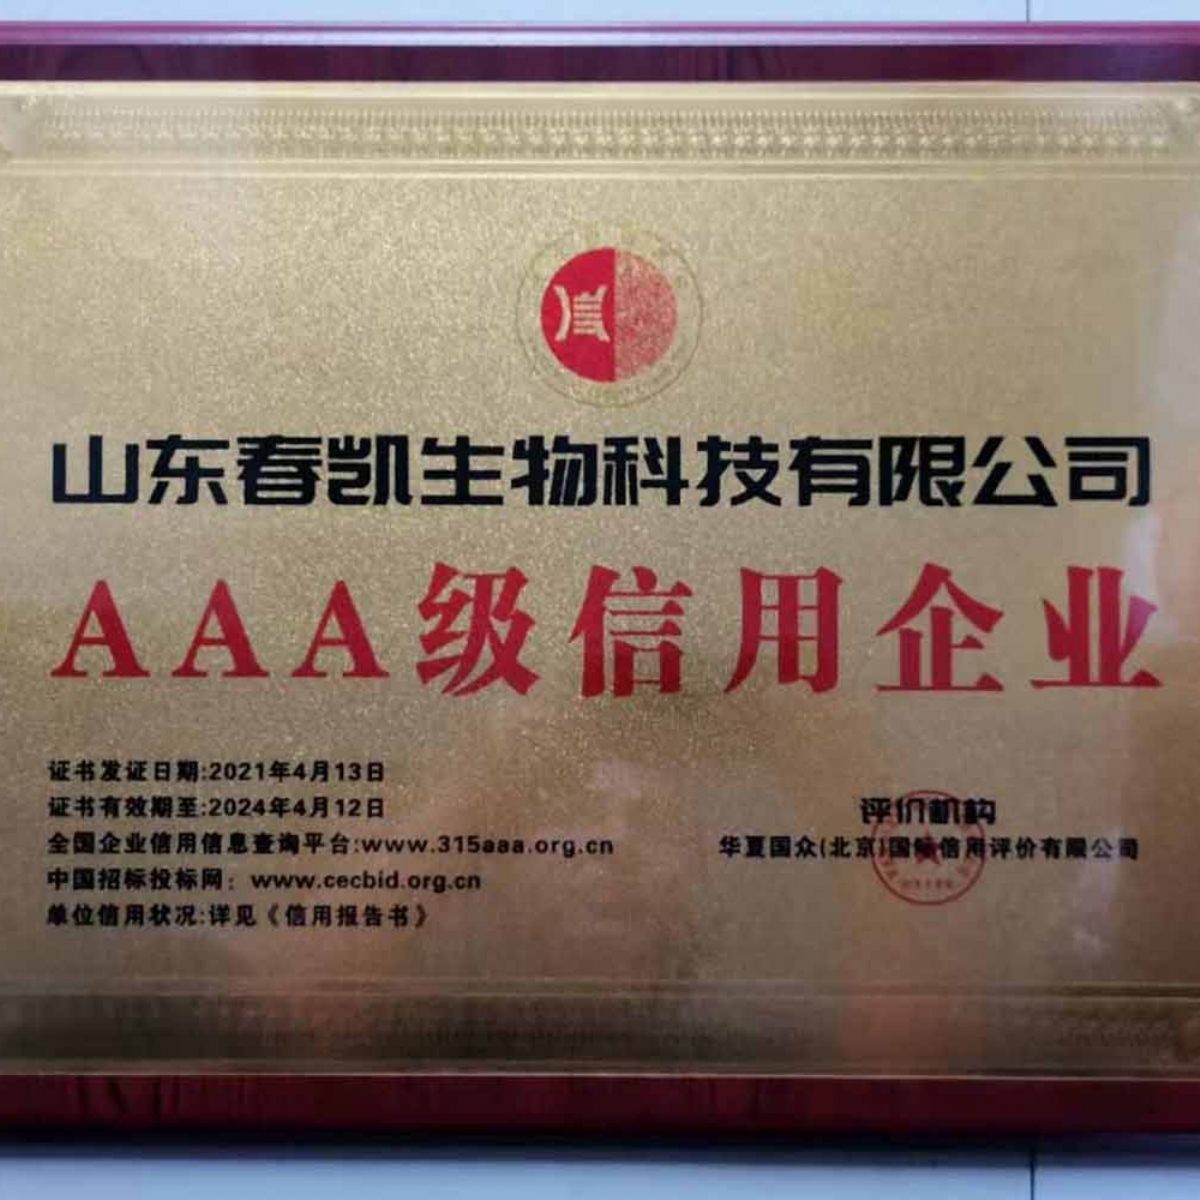 信
山东春凯生物科技有限公司
AAA级信用企业
证书发证日期:2021年4月13日
证书有效期至:2024年4月12日
全国企业信用信息查询平台:www.315aaa.org.cn
中国招标投标网：www.cecbid.org.cn
单位信用状况:详见《信用报告书》
评价机构
华夏国众(北京)国际信用评价有限公司